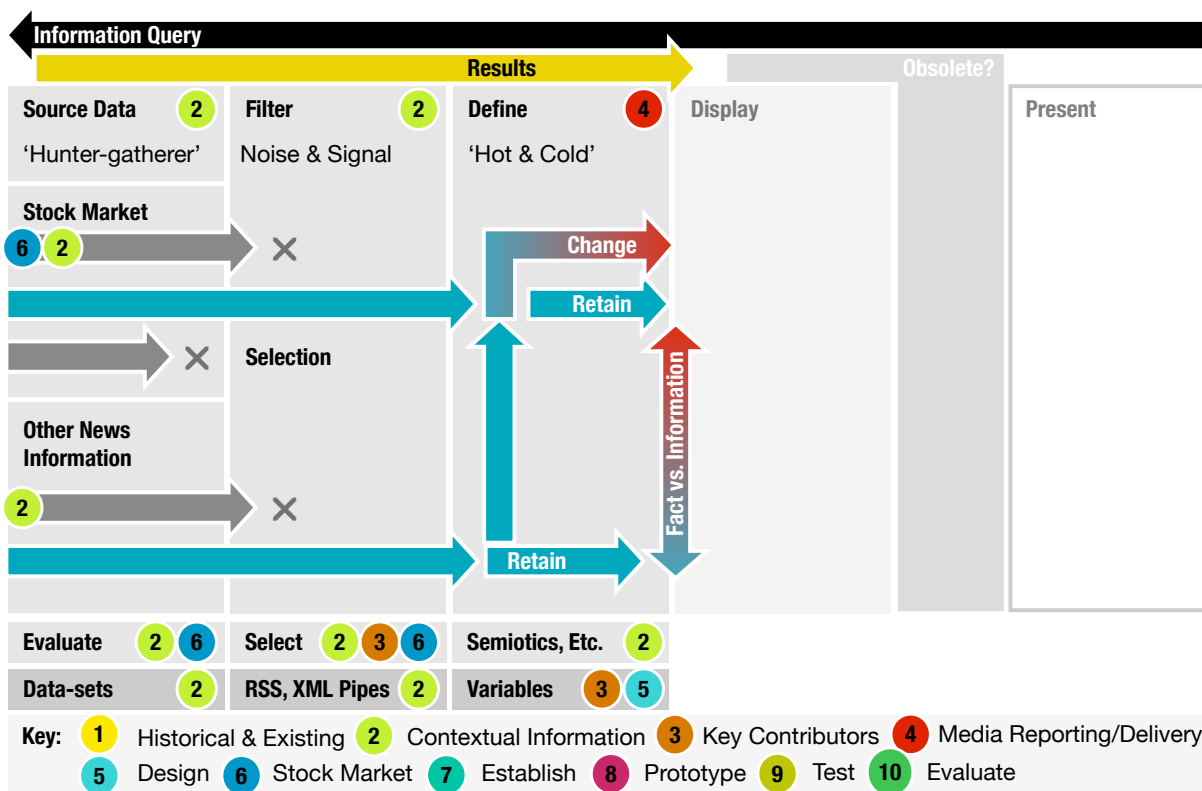 Information Query
Results
Obsolete?
Source Data 2
Filter 2
Define 4
Display
Present
'Hunter-gatherer'
Noise & Signal
'Hot & Cold'
Stock Market
6 2
Change
Retain
Selection
Fact vs. Information
Other News
Information
2
Retain
Evaluate 2 6
Select 2 3 6
Semiotics, Etc. 2
Data-sets 2
RSS, XML Pipes 2
Variables 3 5
Key: 1 Historical & Existing 2 Contextual Information 3 Key Contributors 4 Media Reporting/Delivery
5 Design 6 Stock Market 7 Establish 8 Prototype 9 Test 10 Evaluate